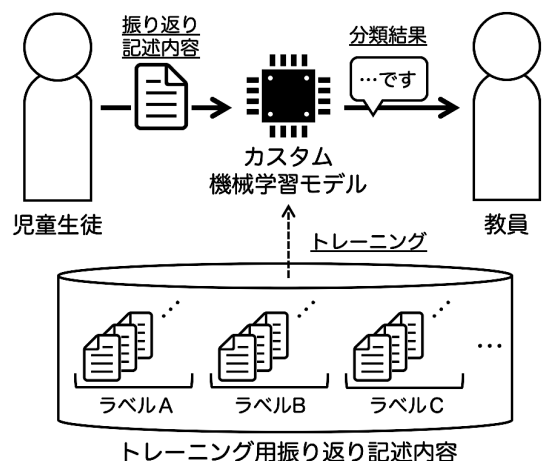 振り返り
記述内容
分類結果
…です
カスタム
機械学習モデル
児童生徒
教員
トレーニング
ラベルA
ラベルB
ラベルC
…
トレーニング用振り返り記述内容